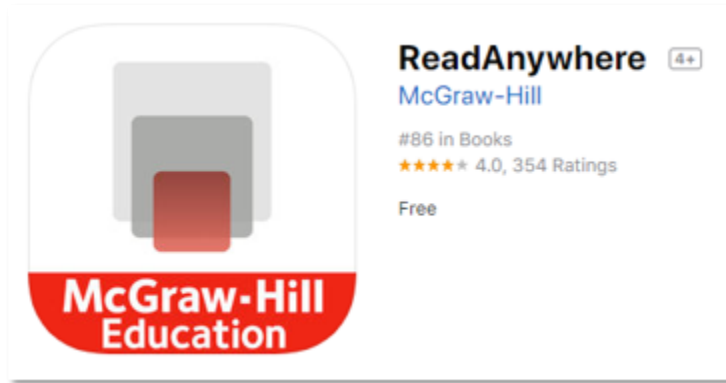 McGraw-Hill
Education
ReadAnywhere 4+
McGraw-Hill
#86 in Books
★★★★★ 4.0, 354 Ratings
Free